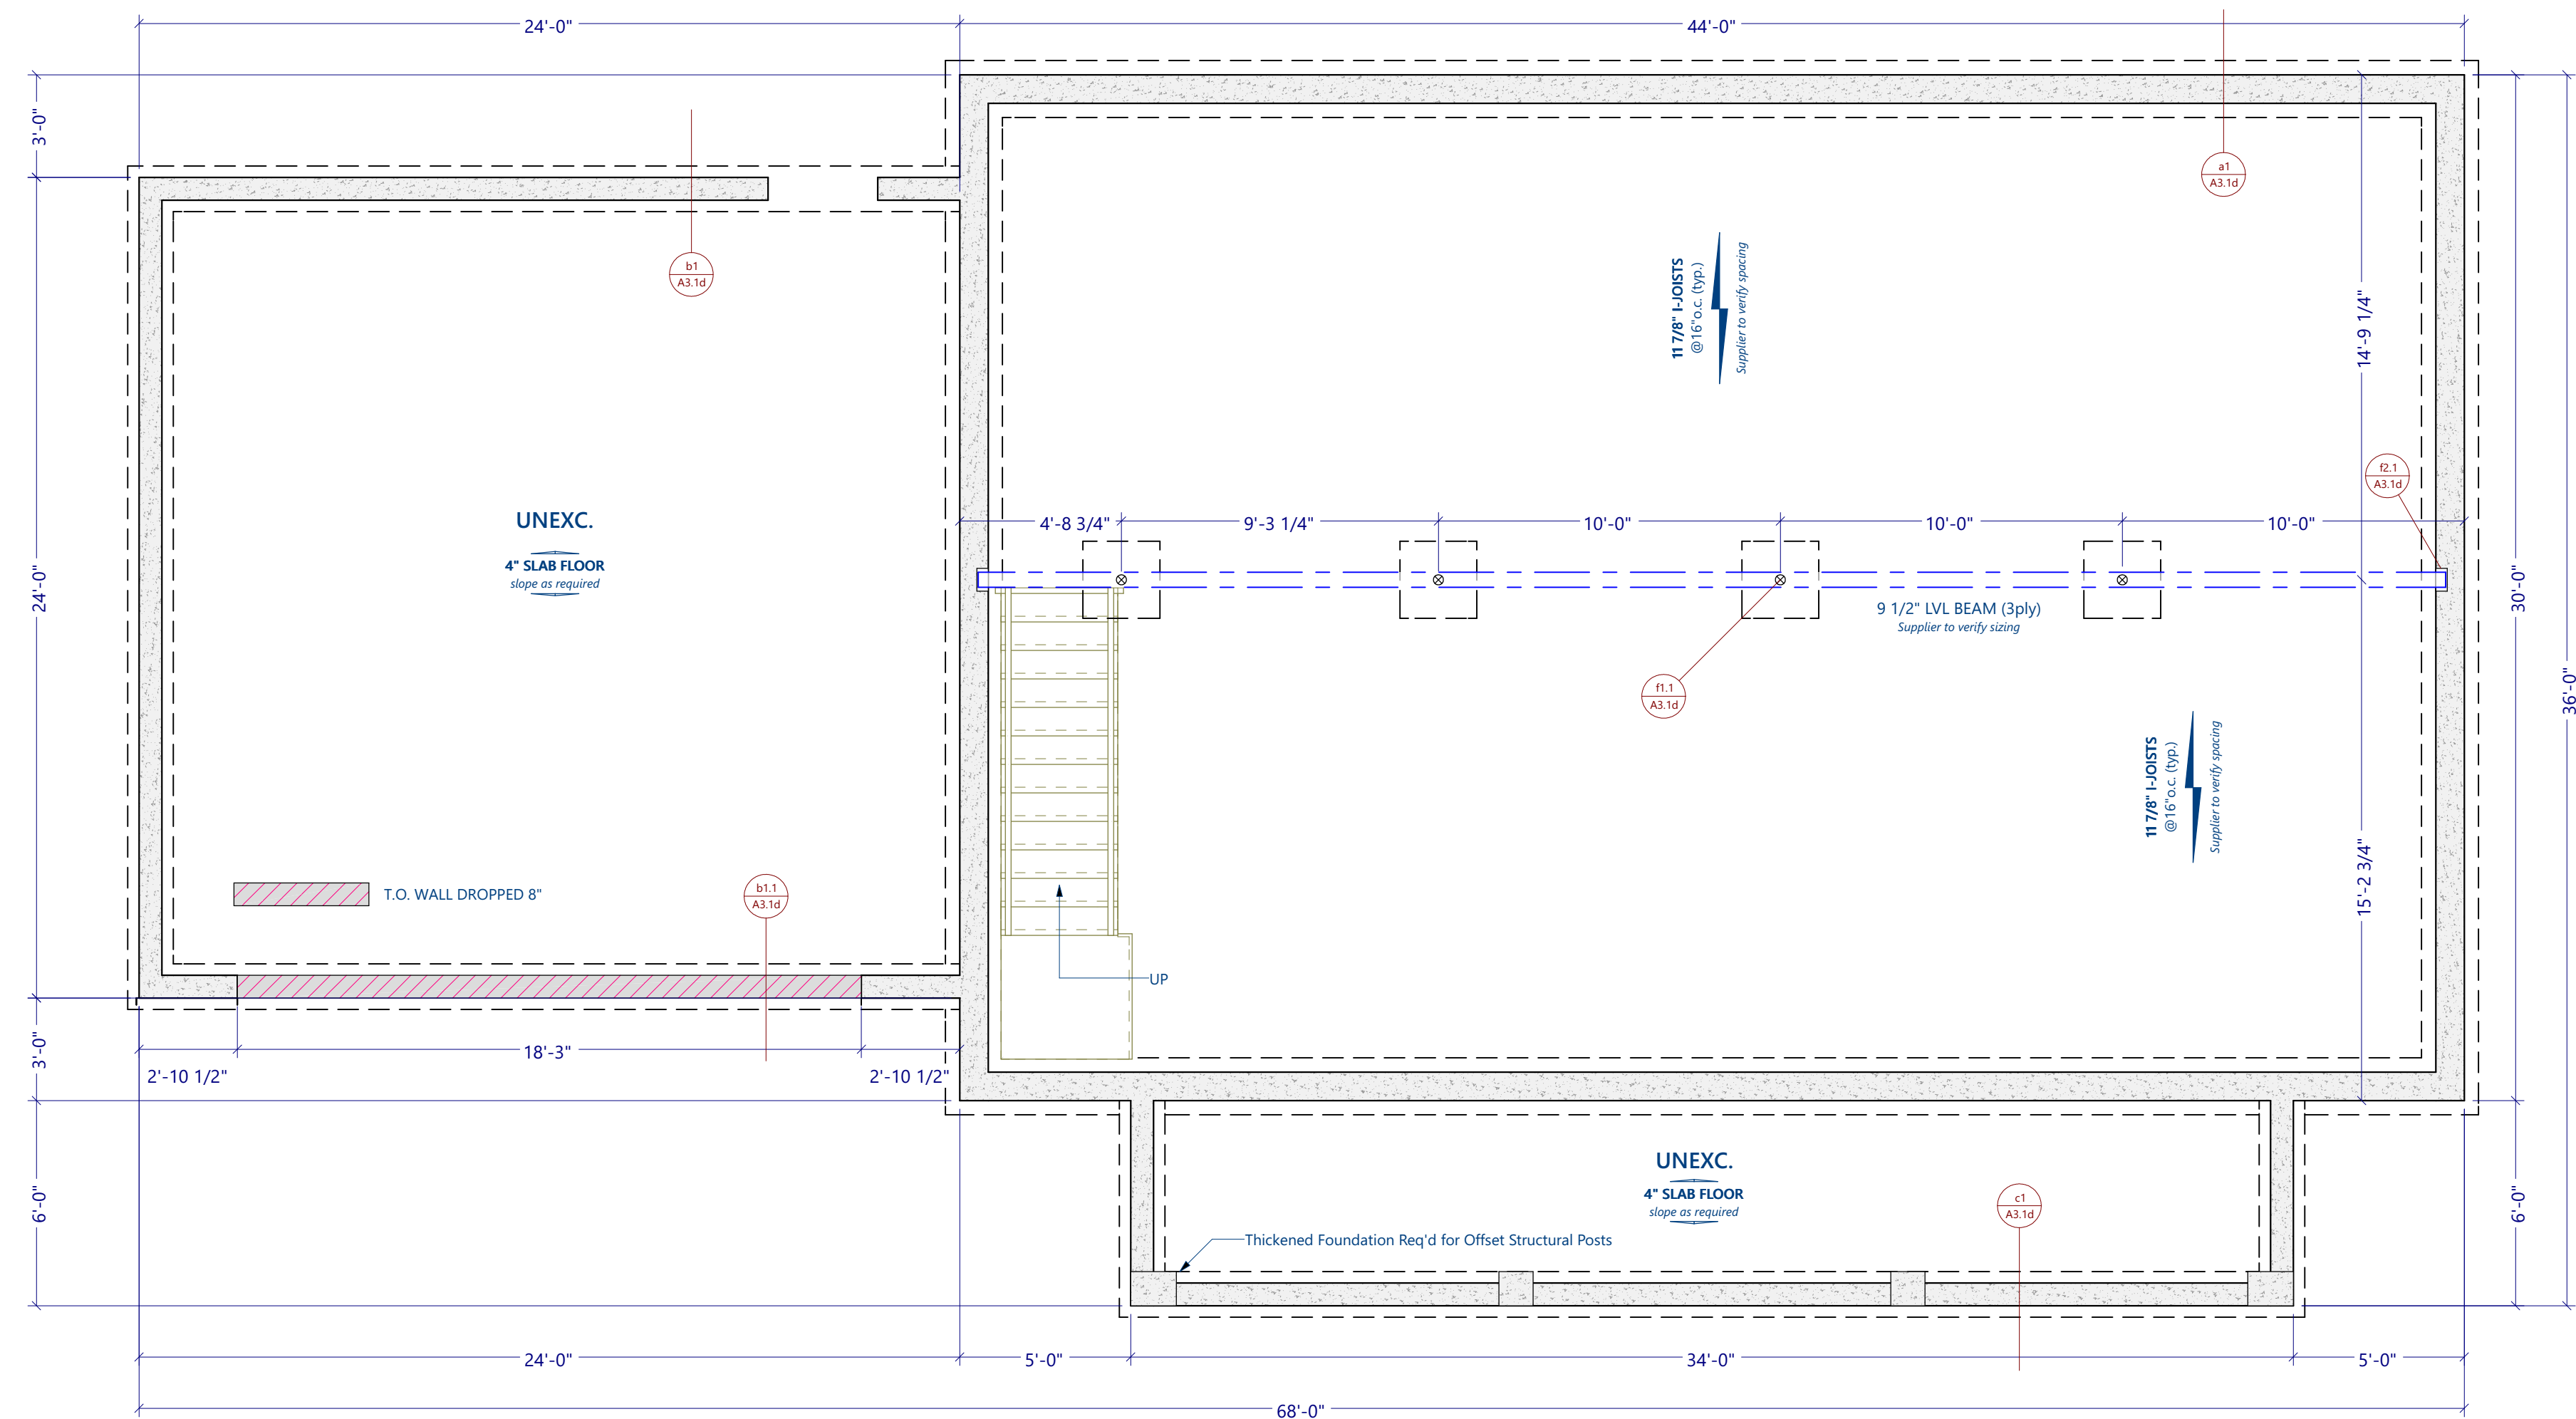 24'-0"
44'-0"
3'-0"
a1
A3.1d
b1
A3.1d
11 7/8" I-JOISTS
@16"o.c. (typ.)
Supplier to verify spacing
14'-9 1/4"
f2.1
A3.1d
UNEXC.
4" SLAB FLOOR
slope as required
4'-8 3/4"
9'-3 1/4"
10'-0"
10'-0"
10'-0"
24'-0"
30'-0"
36'-0"
9 1/2" LVL BEAM (3ply)
Supplier to verify sizing
f1.1
A3.1d
11 7/8" I-JOISTS
@16"o.c. (typ.)
Supplier to verify spacing
15'-2 3/4"
T.O. WALL DROPPED 8"
b1.1
A3.1d
UP
3'-0"
18'-3"
2'-10 1/2"
2'-10 1/2"
UNEXC.
4" SLAB FLOOR
slope as required
c1
A3.1d
6'-0"
6'-0"
Thickened Foundation Req'd for Offset Structural Posts
24'-0"
5'-0"
34'-0"
5'-0"
68'-0"